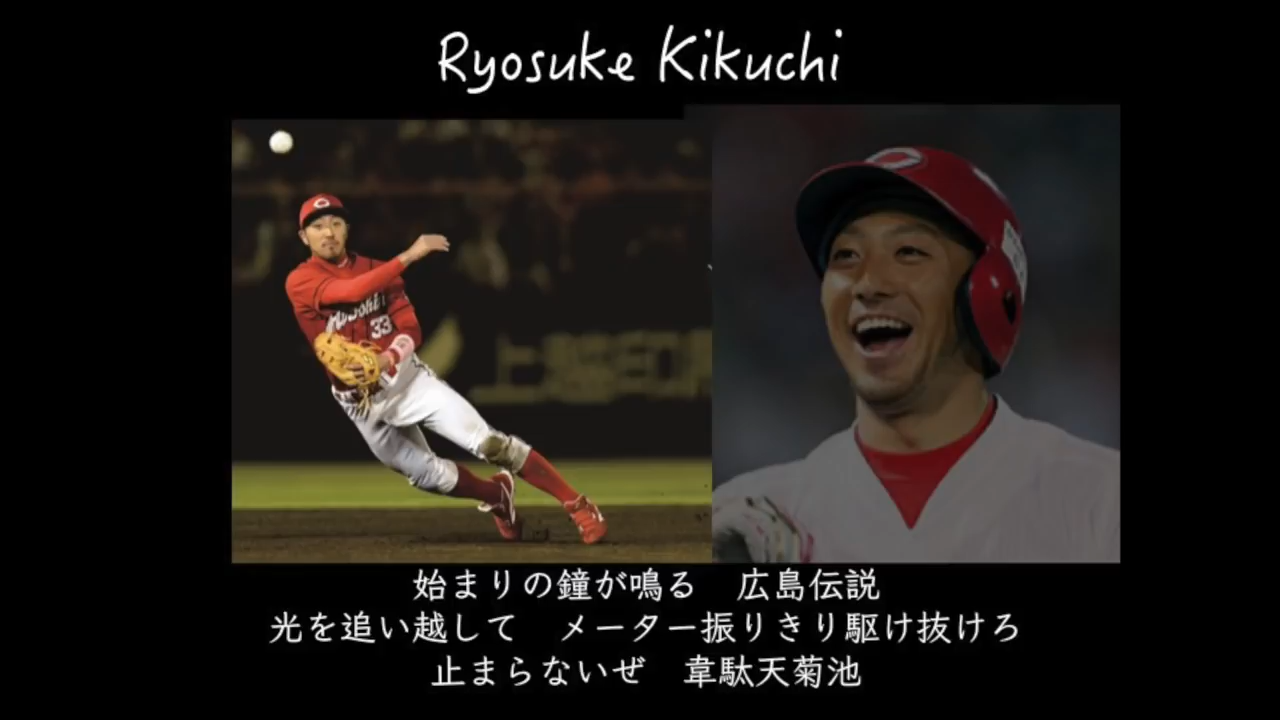 Ryosuke Kikuchi
33
始まりの鐘が鳴る　広島伝説
光を追い越して　メーター振りきり駆け抜けろ
止まらないぜ　韋駄天菊池